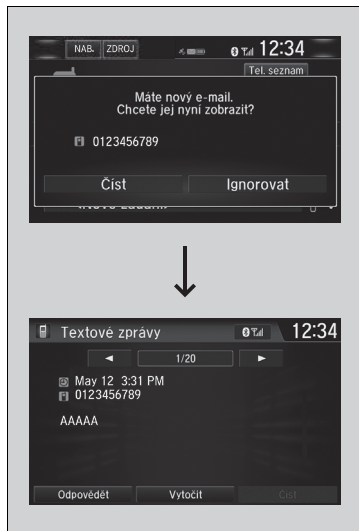 NAB. ZDROJ 12:34
Tel. seznam
Máte nový e-mail.
Chcete jej nyní zobrazit?
0123456789
Číst Ignorovat
Textové zprávy 12:34
1/20
May 12 3:31 PM
0123456789
AAAAA
Odpovědět Vytočit Číst